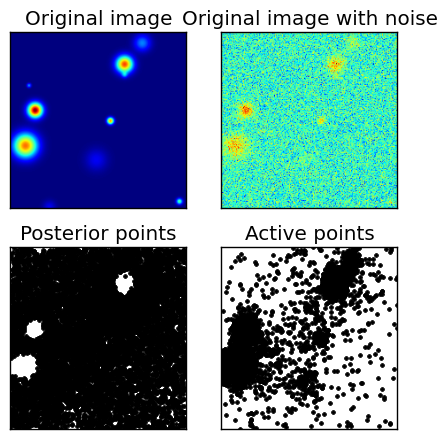 Original image
Original image with noise
Posterior points
Active points